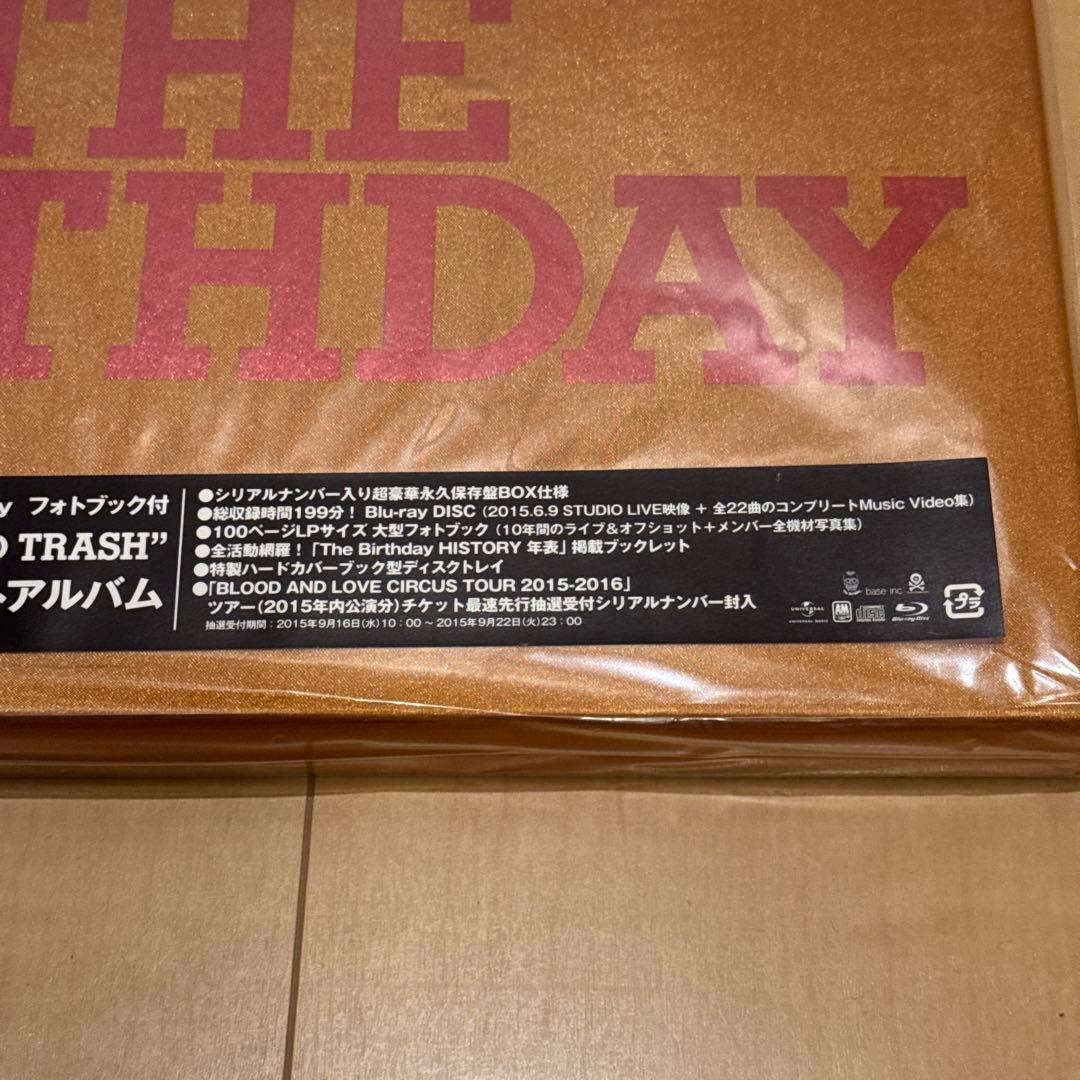 THE
THDAY
y フォトブック付
TRASH”
アルバム
●シリアルナンバー入り超豪華永久保存盤BOX仕様
●総収録時間199分! Blu-ray DISC (2015.6.9 STUDIO LIVE映像 + 全22曲のコンプリートMusic Video集)
●100ページLPサイズ 大型フォトブック (10年間のライブ&オフショット+メンバー全機材写真集)
●全活動網羅!「The Birthday HISTORY 年表」掲載ブックレット
●特製ハードカバーブック型ディスクトレイ
●「BLOOD AND LOVE CIRCUS TOUR 2015-2016」
ツアー(2015年内公演分)チケット最速先行抽選受付シリアルナンバー封入
抽選受付期間:2015年9月16日(水)10:00~2015年9月22日(火)23:00
base inc
UNIVERSAL
UNIVERSAL MUSIC
A&M
Blu-ray Disc
プラ